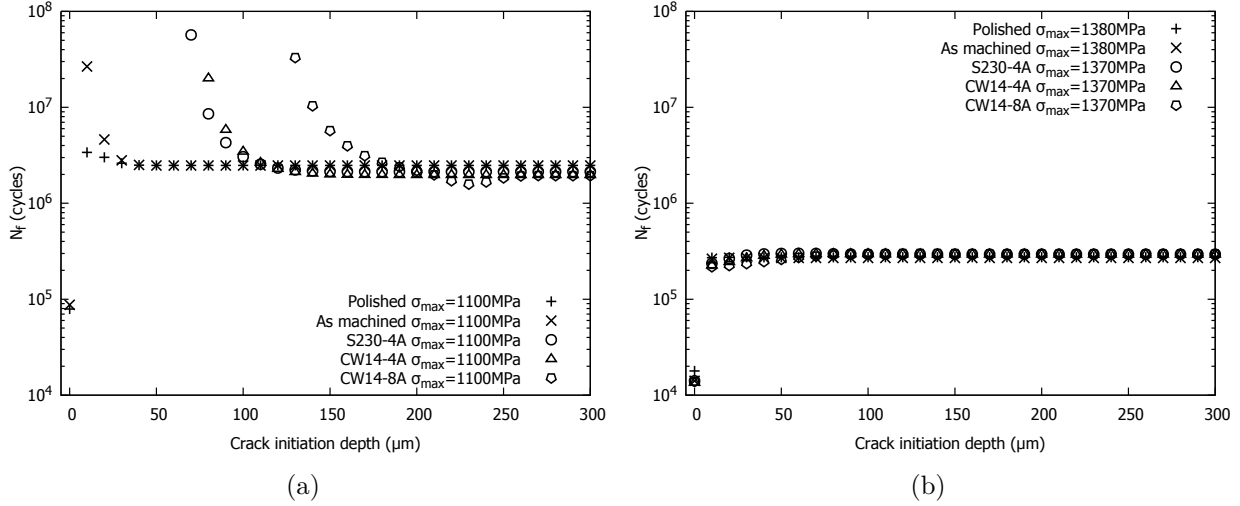 10^8
10^7
10^6
10^5
10^4
N_f (cycles)
0 50 100 150 200 250 300
Crack initiation depth (µm)
Polished σ_max=1100MPa
As machined σ_max=1100MPa
S230-4A σ_max=1100MPa
CW14-4A σ_max=1100MPa
CW14-8A σ_max=1100MPa
(a)
10^8
10^7
10^6
10^5
10^4
N_f (cycles)
0 50 100 150 200 250 300
Crack initiation depth (µm)
Polished σ_max=1380MPa
As machined σ_max=1380MPa
S230-4A σ_max=1370MPa
CW14-4A σ_max=1370MPa
CW14-8A σ_max=1370MPa
(b)